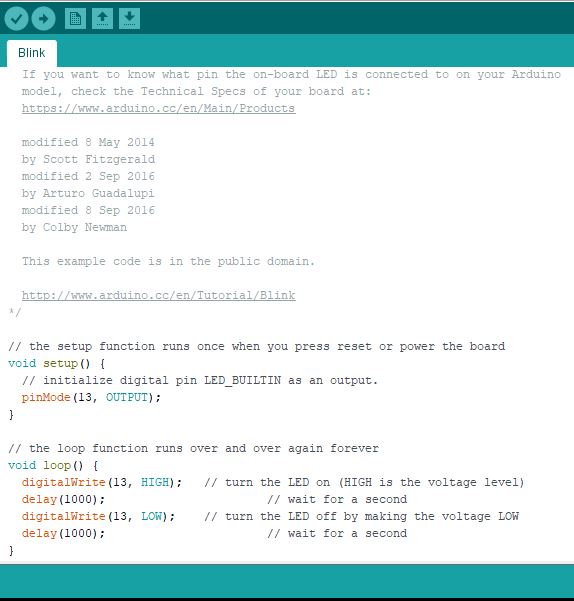 Blink
If you want to know what pin the on-board LED is connected to on your Arduino
model, check the Technical Specs of your board at:
https://www.arduino.cc/en/Main/Products
modified 8 May 2014
by Scott Fitzgerald
modified 2 Sep 2016
by Arturo Guadalupi
modified 8 Sep 2016
by Colby Newman
This example code is in the public domain.
http://www.arduino.cc/en/Tutorial/Blink
*/
// the setup function runs once when you press reset or power the board
void setup() {
  // initialize digital pin LED_BUILTIN as an output.
  pinMode(13, OUTPUT);
}
// the loop function runs over and over again forever
void loop() {
  digitalWrite(13, HIGH);   // turn the LED on (HIGH is the voltage level)
  delay(1000);                       // wait for a second
  digitalWrite(13, LOW);    // turn the LED off by making the voltage LOW
  delay(1000);                       // wait for a second
}